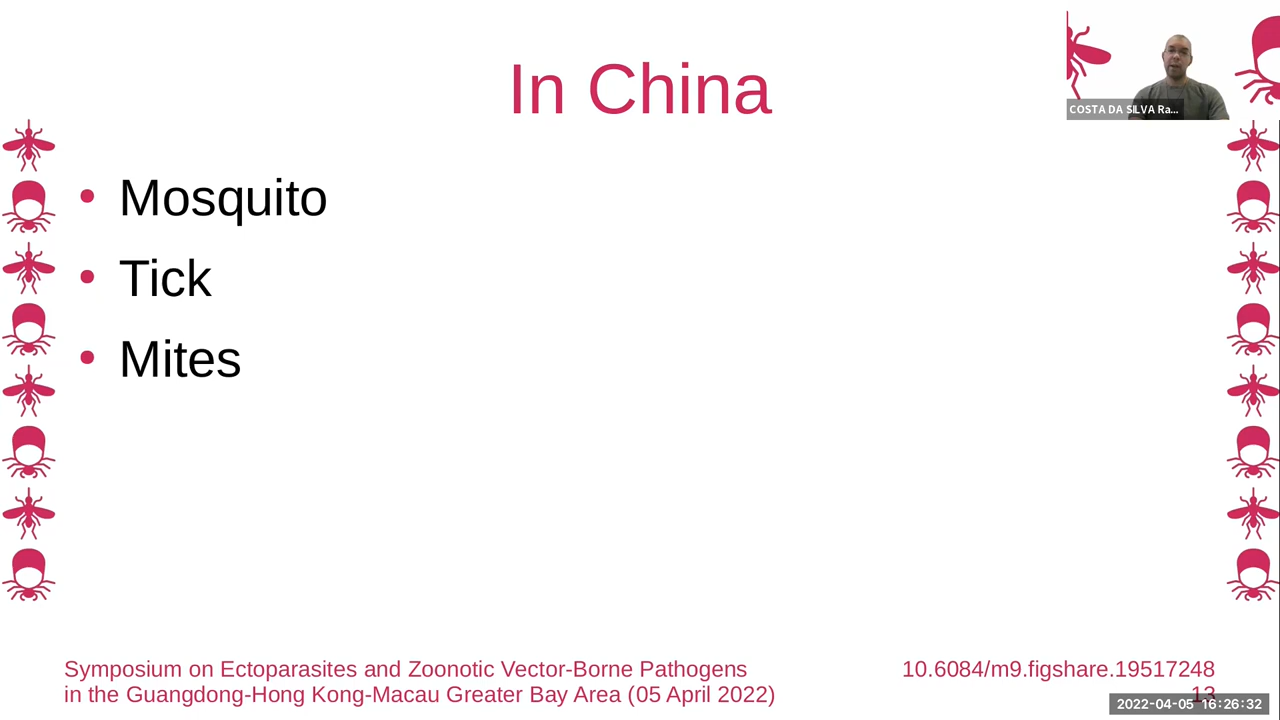 In China
COSTA DA SILVA Ra...
Mosquito
Tick
Mites
Symposium on Ectoparasites and Zoonotic Vector-Borne Pathogens
in the Guangdong-Hong Kong-Macau Greater Bay Area (05 April 2022)
10.6084/m9.figshare.19517248
13
2022-04-05 16:26:32